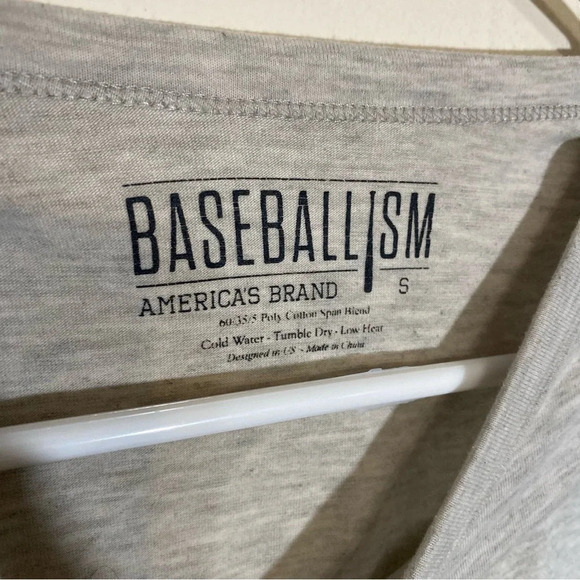 BASEBALLISM
AMERICA'S BRAND S
60/35/5 Poly Cotton Span Blend
Cold Water - Tumble Dry - Low Heat
Designed in US - Made in China